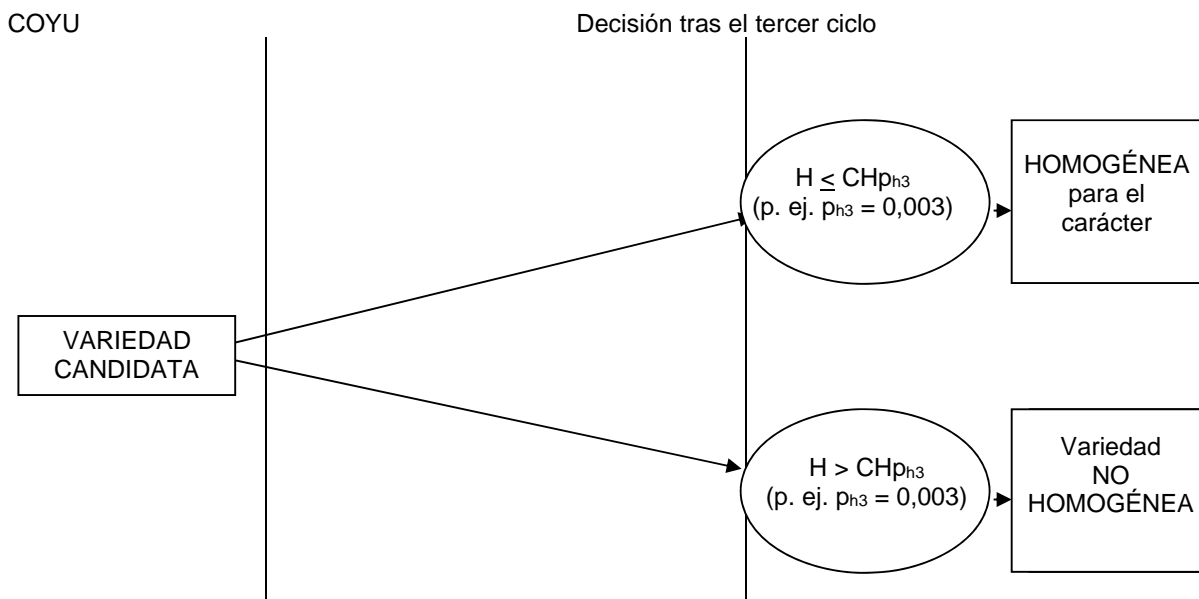 COYU
Decisión tras el tercer ciclo
H ≤ CHph3
(p. ej. ph3 = 0,003)
HOMOGÉNEA
para el
carácter
VARIEDAD
CANDIDATA
H > CHph3
(p. ej. ph3 = 0,003)
Variedad
NO
HOMOGÉNEA